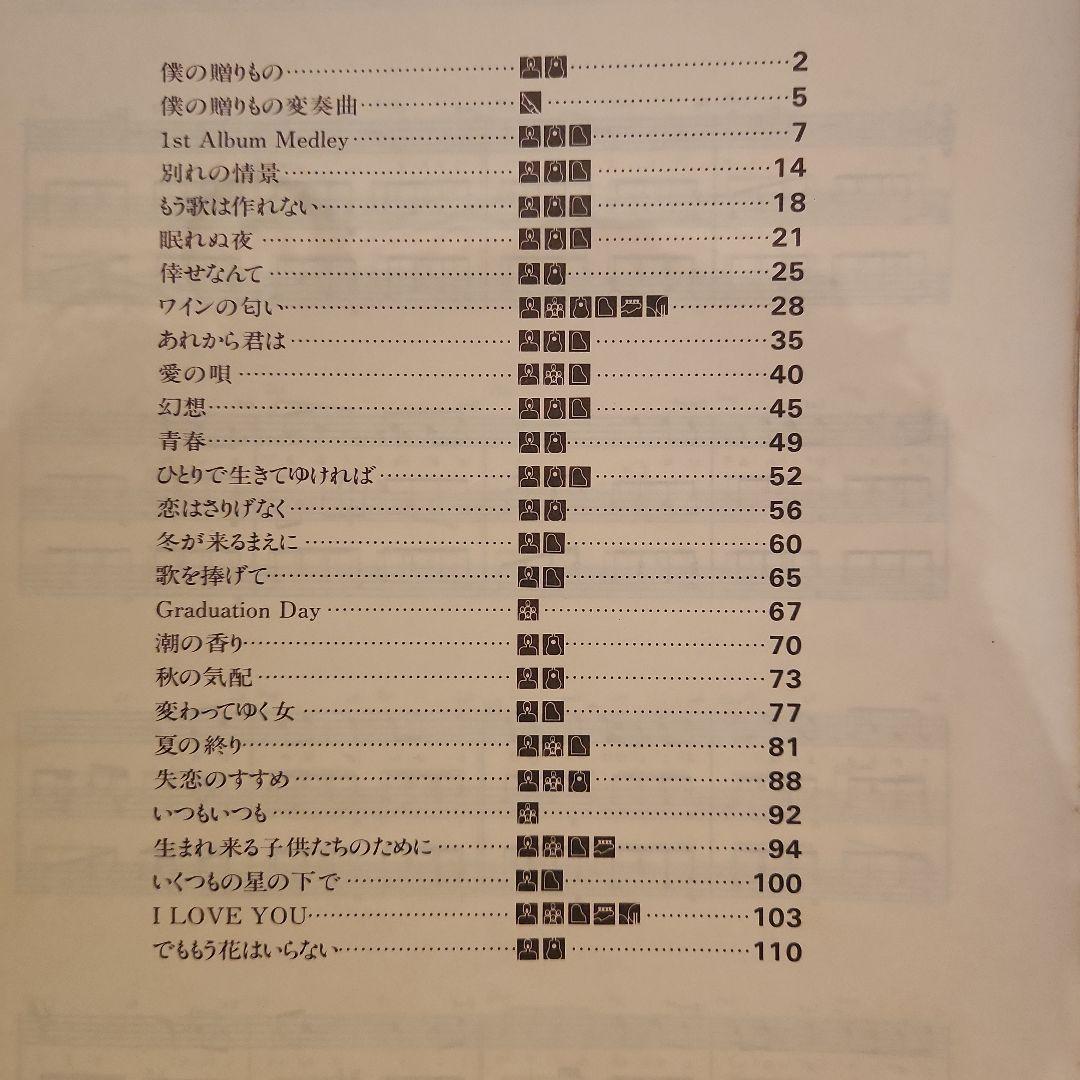 僕の贈りもの 2
僕の贈りもの変奏曲 5
1st Album Medley 7
別れの情景 14
もう歌は作れない 18
眠れぬ夜 21
倖せなんて 25
ワインの匂い 28
あれから君は 35
愛の唄 40
幻想 45
青春 49
ひとりで生きてゆければ 52
恋はさりげなく 56
冬が来るまえに 60
歌を捧げて 65
Graduation Day 67
潮の香り 70
秋の気配 73
変わってゆく女 77
夏の終り 81
失恋のすすめ 88
いつもいつも 92
生まれ来る子供たちのために 94
いくつもの星の下で 100
I LOVE YOU 103
でももう花はいらない 110